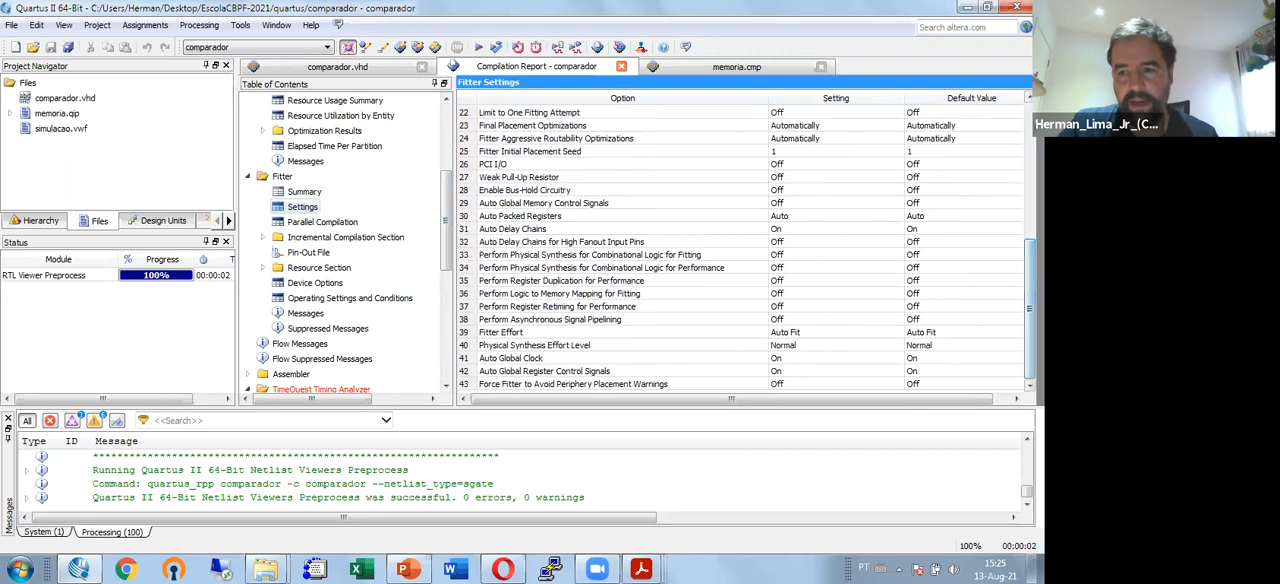 Quartus II 64-Bit - C:/Users/Herman/Desktop/EscolaCBPF-2021/quartus/comparador - comparador
File Edit View Project Assignments Processing Tools Window Help
Search altera.com
comparador
Project Navigator
Files
comparador.vhd
memoria.qip
simulacao.vwf
Hierarchy Files Design Units
Status
Module % Progress T
RTL Viewer Preprocess 100% 00:00:02
comparador.vhd Compilation Report - comparador memoria.cmp
Table of Contents
Resource Usage Summary
Resource Utilization by Entity
Optimization Results
Elapsed Time Per Partition
Messages
Fitter
Summary
Settings
Parallel Compilation
Incremental Compilation Section
Pin-Out File
Resource Section
Device Options
Operating Settings and Conditions
Messages
Suppressed Messages
Flow Messages
Flow Suppressed Messages
Assembler
TimeQuest Timing Analyzer
Fitter Settings
Option Setting Default Value
22 Limit to One Fitting Attempt Off Off
23 Final Placement Optimizations Automatically Automatically
24 Fitter Aggressive Routability Optimizations Automatically Automatically
25 Fitter Initial Placement Seed 1 1
26 PCI I/O Off Off
27 Weak Pull-Up Resistor Off Off
28 Enable Bus-Hold Circuitry Off Off
29 Auto Global Memory Control Signals Off Off
30 Auto Packed Registers Auto Auto
31 Auto Delay Chains On On
32 Auto Delay Chains for High Fanout Input Pins Off Off
33 Perform Physical Synthesis for Combinational Logic for Fitting Off Off
34 Perform Physical Synthesis for Combinational Logic for Performance Off Off
35 Perform Register Duplication for Performance Off Off
36 Perform Logic to Memory Mapping for Fitting Off Off
37 Perform Register Retiming for Performance Off Off
38 Perform Asynchronous Signal Pipelining Off Off
39 Fitter Effort Auto Fit Auto Fit
40 Physical Synthesis Effort Level Normal Normal
41 Auto Global Clock On On
42 Auto Global Register Control Signals On On
43 Force Fitter to Avoid Periphery Placement Warnings Off Off
Herman_Lima_Jr_(C...
All <<Search>>
Type ID Message
*******************************************************************
Running Quartus II 64-Bit Netlist Viewers Preprocess
Command: quartus_rpp comparador -c comparador --netlist_type=sgate
Quartus II 64-Bit Netlist Viewers Preprocess was successful. 0 errors, 0 warnings
Messages
System (1) Processing (100)
100% 00:00:02
PT
15:25
13-Aug-21